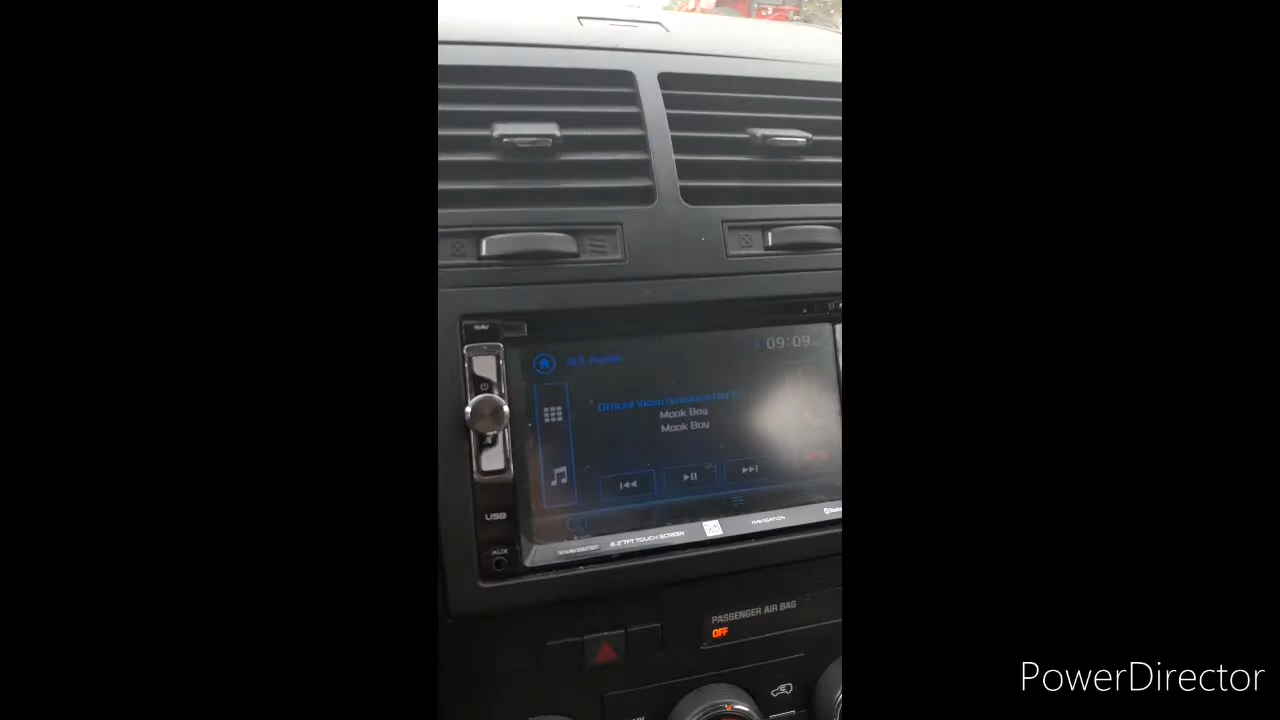 NAV
BT Audio
09:09
Official Video (produced by
Mook Boy
Mook Boy
USB
AUX
6.2"TFT TOUCH SCREEN
NAVIGATION
PASSENGER AIR BAG
OFF
PowerDirector